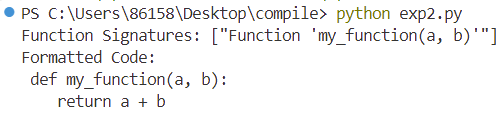 PS C:\Users\86158\Desktop\compile> python exp2.py
Function Signatures: ["Function 'my_function(a, b)'"]
Formatted Code:
 def my_function(a, b):
    return a + b